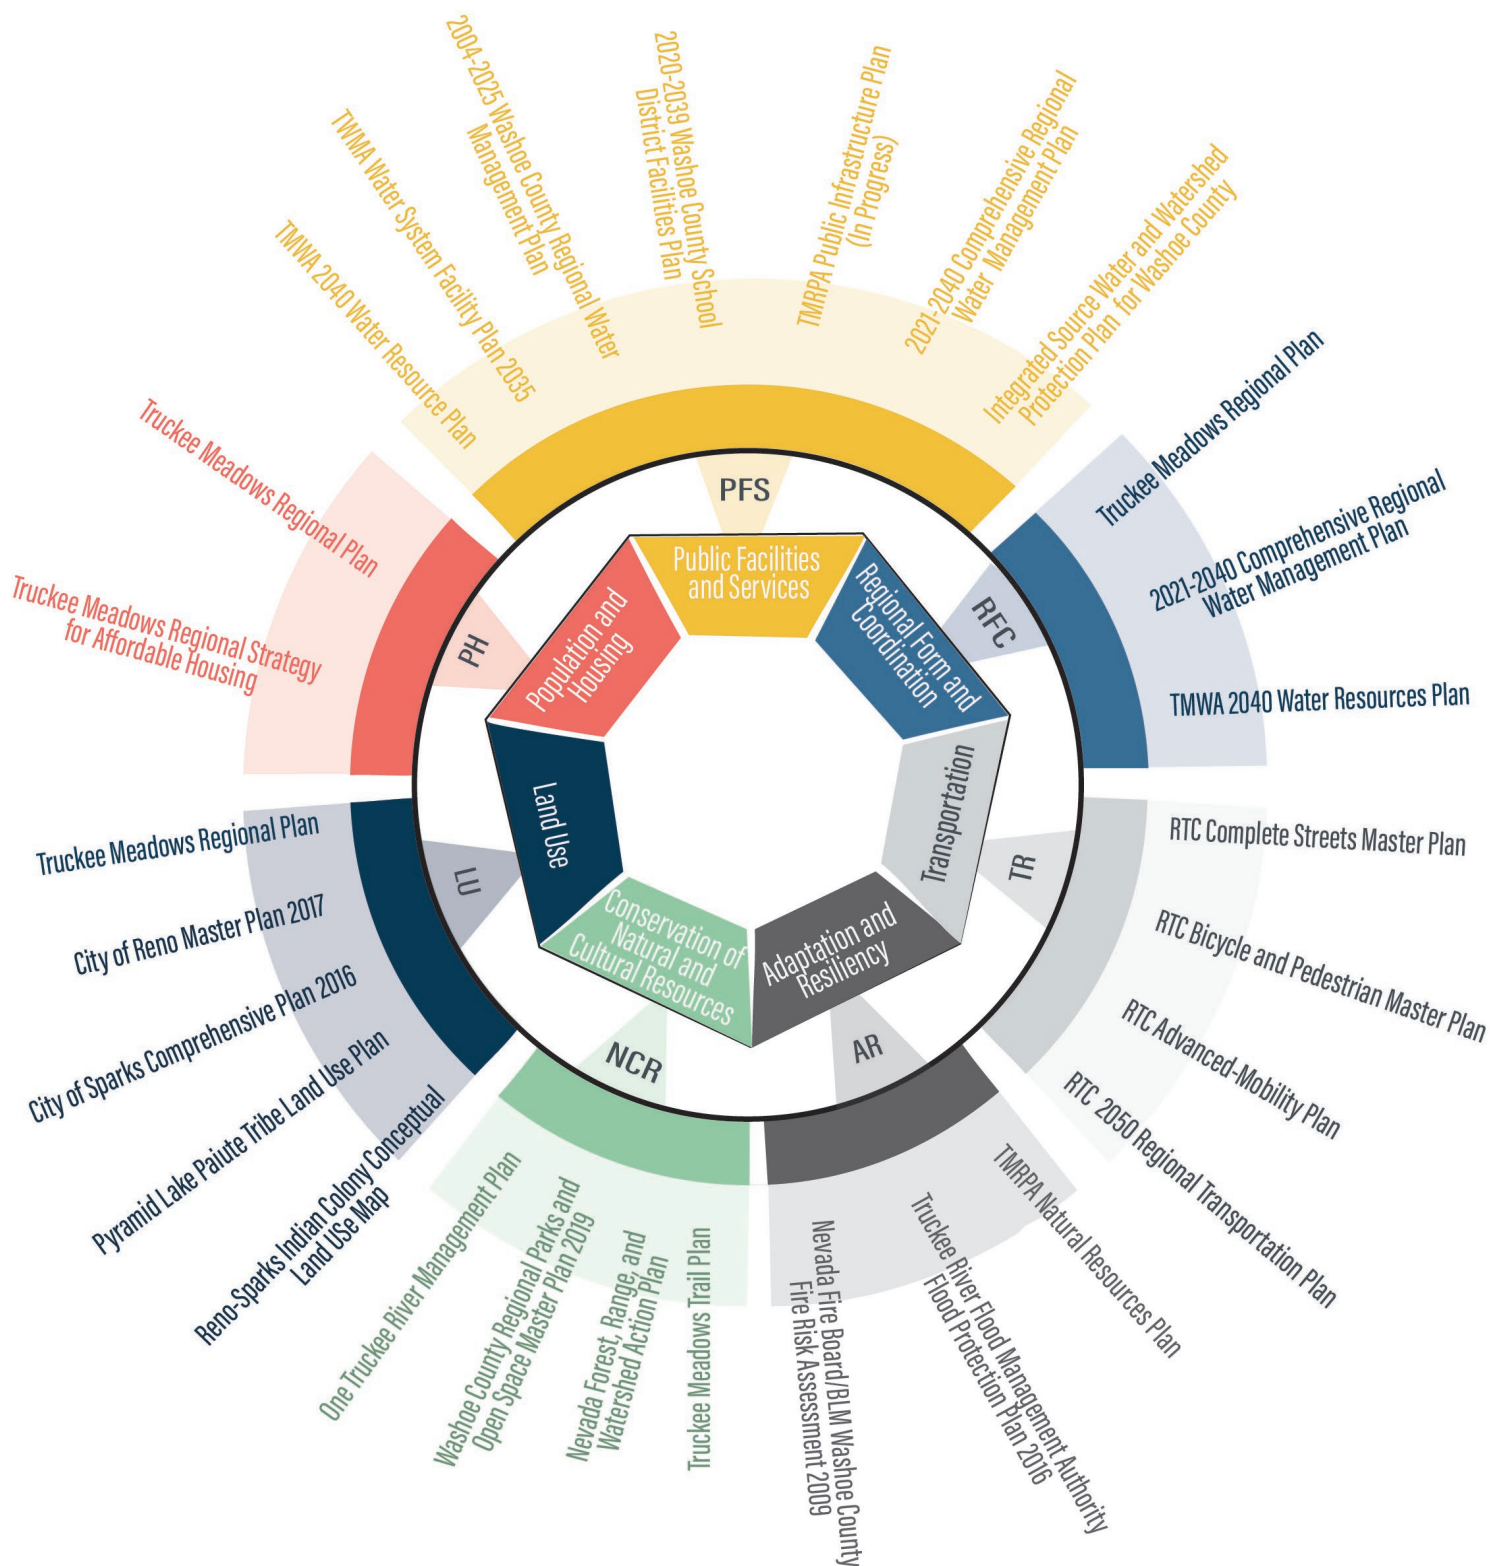 TMWA 2040 Water Resource Plan
TWMA Water System Facility Plan 2035
2004-2025 Washoe County Regional Water
Management Plan
2020-2039 Washoe County School
District Facilities Plan
TMRPA Public Infrastructure Plan
(In Progress)
2021-2040 Comprehensive Regional
Water Management Plan
Integrated Source Water and Watershed
Protection Plan for Washoe County
Truckee Meadows Regional Plan
2021-2040 Comprehensive Regional
Water Management Plan
TMWA 2040 Water Resources Plan
RTC Complete Streets Master Plan
RTC Bicycle and Pedestrian Master Plan
RTC Advanced-Mobility Plan
RTC 2050 Regional Transportation Plan
TMRPA Natural Resources Plan
Truckee River Flood Management Authority
Flood Protection Plan 2016
Nevada Fire Board/BLM Washoe County
Fire Risk Assessment 2009
Truckee Meadows Trail Plan
Nevada Forest, Range, and
Watershed Action Plan
Washoe County Regional Parks and
Open Space Master Plan 2019
One Truckee River Management Plan
Reno-Sparks Indian Colony Conceptual
Land USe Map
Pyramid Lake Paiute Tribe Land Use Plan
City of Sparks Comprehensive Plan 2016
City of Reno Master Plan 2017
Truckee Meadows Regional Plan
Truckee Meadows Regional Strategy
for Affordable Housing
Truckee Meadows Regional Plan
PFS
RFC
TR
AR
NCR
LU
PH
Public Facilities
and Services
Regional Form and
Coordination
Transportation
Adaptation and
Resiliency
Conservation of
Natural and
Cultural Resources
Land Use
Population and
Housing